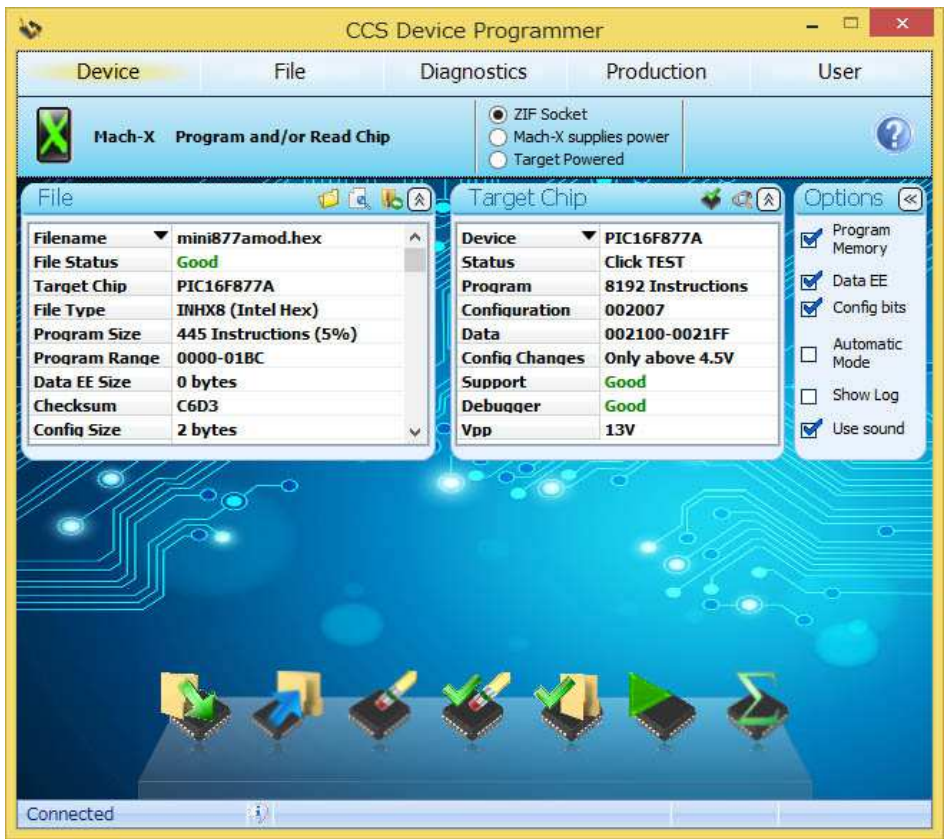 CCS Device Programmer
Device File Diagnostics Production User
Mach-X Program and/or Read Chip
ZIF Socket
Mach-X supplies power
Target Powered
File
Filename mini877amod.hex
File Status Good
Target Chip PIC16F877A
File Type INHX8 (Intel Hex)
Program Size 445 Instructions (5%)
Program Range 0000-01BC
Data EE Size 0 bytes
Checksum C6D3
Config Size 2 bytes
Target Chip
Device PIC16F877A
Status Click TEST
Program 8192 Instructions
Configuration 002007
Data 002100-0021FF
Config Changes Only above 4.5V
Support Good
Debugger Good
Vpp 13V
Options
Program
Memory
Data EE
Config bits
Automatic
Mode
Show Log
Use sound
Connected